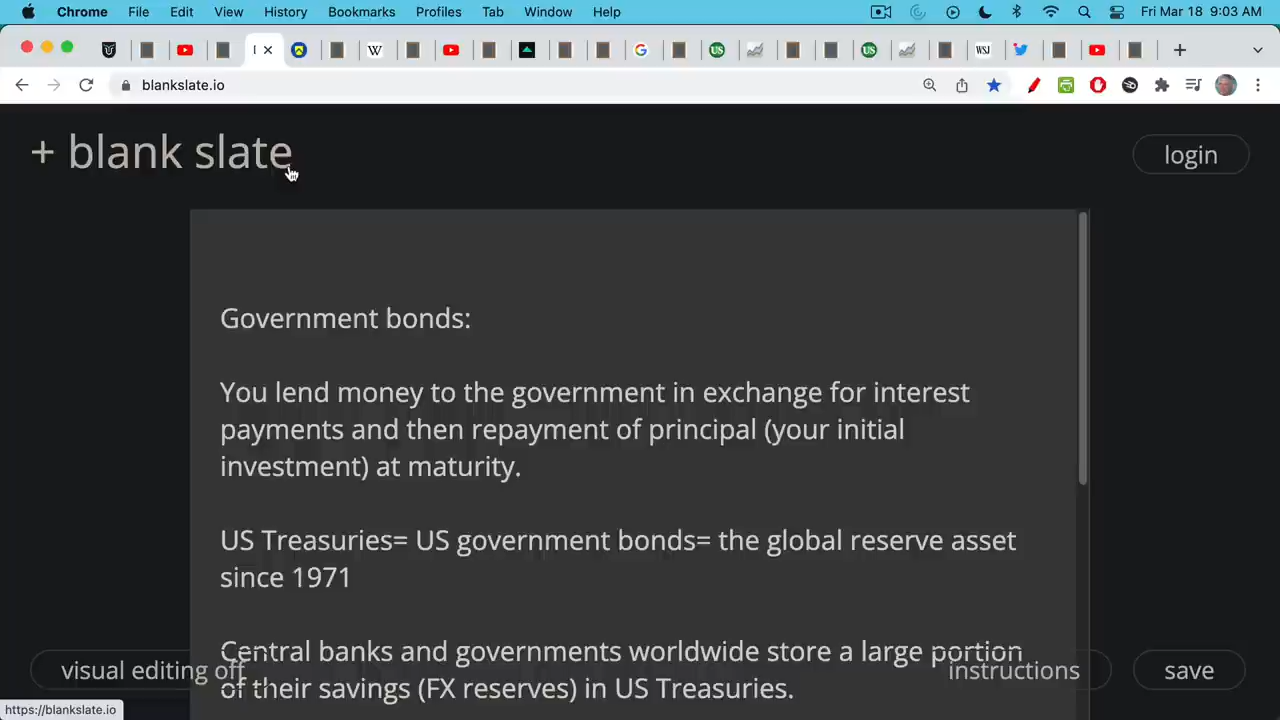 Chrome File Edit View History Bookmarks Profiles Tab Window Help Fri Mar 18 9:03 AM
W G US US WSJ
blankslate.io
+ blank slate
login
Government bonds:
You lend money to the government in exchange for interest
payments and then repayment of principal (your initial
investment) at maturity.
US Treasuries= US government bonds= the global reserve asset
since 1971
Central banks and governments worldwide store a large portion
of their savings (FX reserves) in US Treasuries.
visual editing off
instructions
save
https://blankslate.io